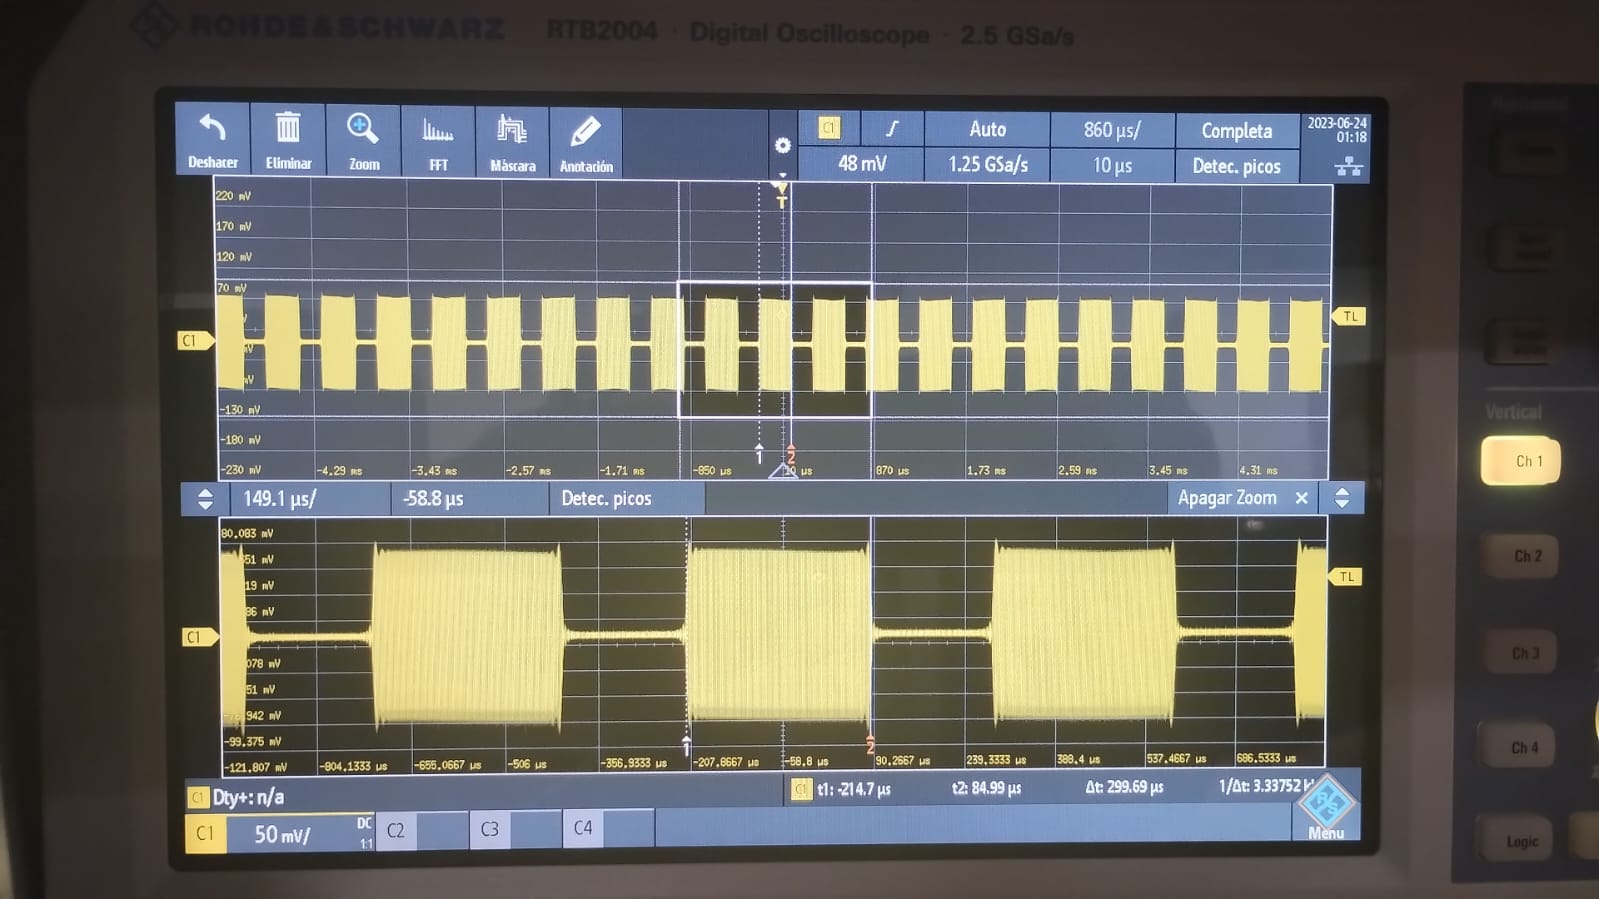 ROHDE & SCHWARZ RTB2004 · Digital Oscilloscope · 2.5 GSa/s
Deshacer Eliminar Zoom FFT Máscara Anotación
C1 Auto 860 µs/ Completa
48 mV 1.25 GSa/s 10 µs Detec. picos
2023-06-24
01:18
220 mV
T
170 mV
120 mV
70 mV
TL
C1
-130 mV
-180 mV
1 2
-230 mV -4.29 ms -3.43 ms -2.57 ms -1.71 ms -850 µs 10 µs 870 µs 1.73 ms 2.59 ms 3.45 ms 4.31 ms
149.1 µs/ -58.8 µs Detec. picos Apagar Zoom ×
80.083 mV
51 mV
19 mV
TL
86 mV
C1
078 mV
51 mV
942 mV
-99.375 mV
1 2
-121.807 mV -804.1333 µs -655.0667 µs -506 µs -356.9333 µs -207.8667 µs -58.8 µs 90.2667 µs 239.3333 µs 388.4 µs 537.4667 µs 686.5333 µs
C1 Dty+: n/a
C1 t1: -214.7 µs t2: 84.99 µs Δt: 299.69 µs 1/Δt: 3.33752 k
C1 50 mV/ DC 1:1 C2 C3 C4
R&S
Menu
Vertical
Ch 1
Ch 2
Ch 3
Ch 4
Logic